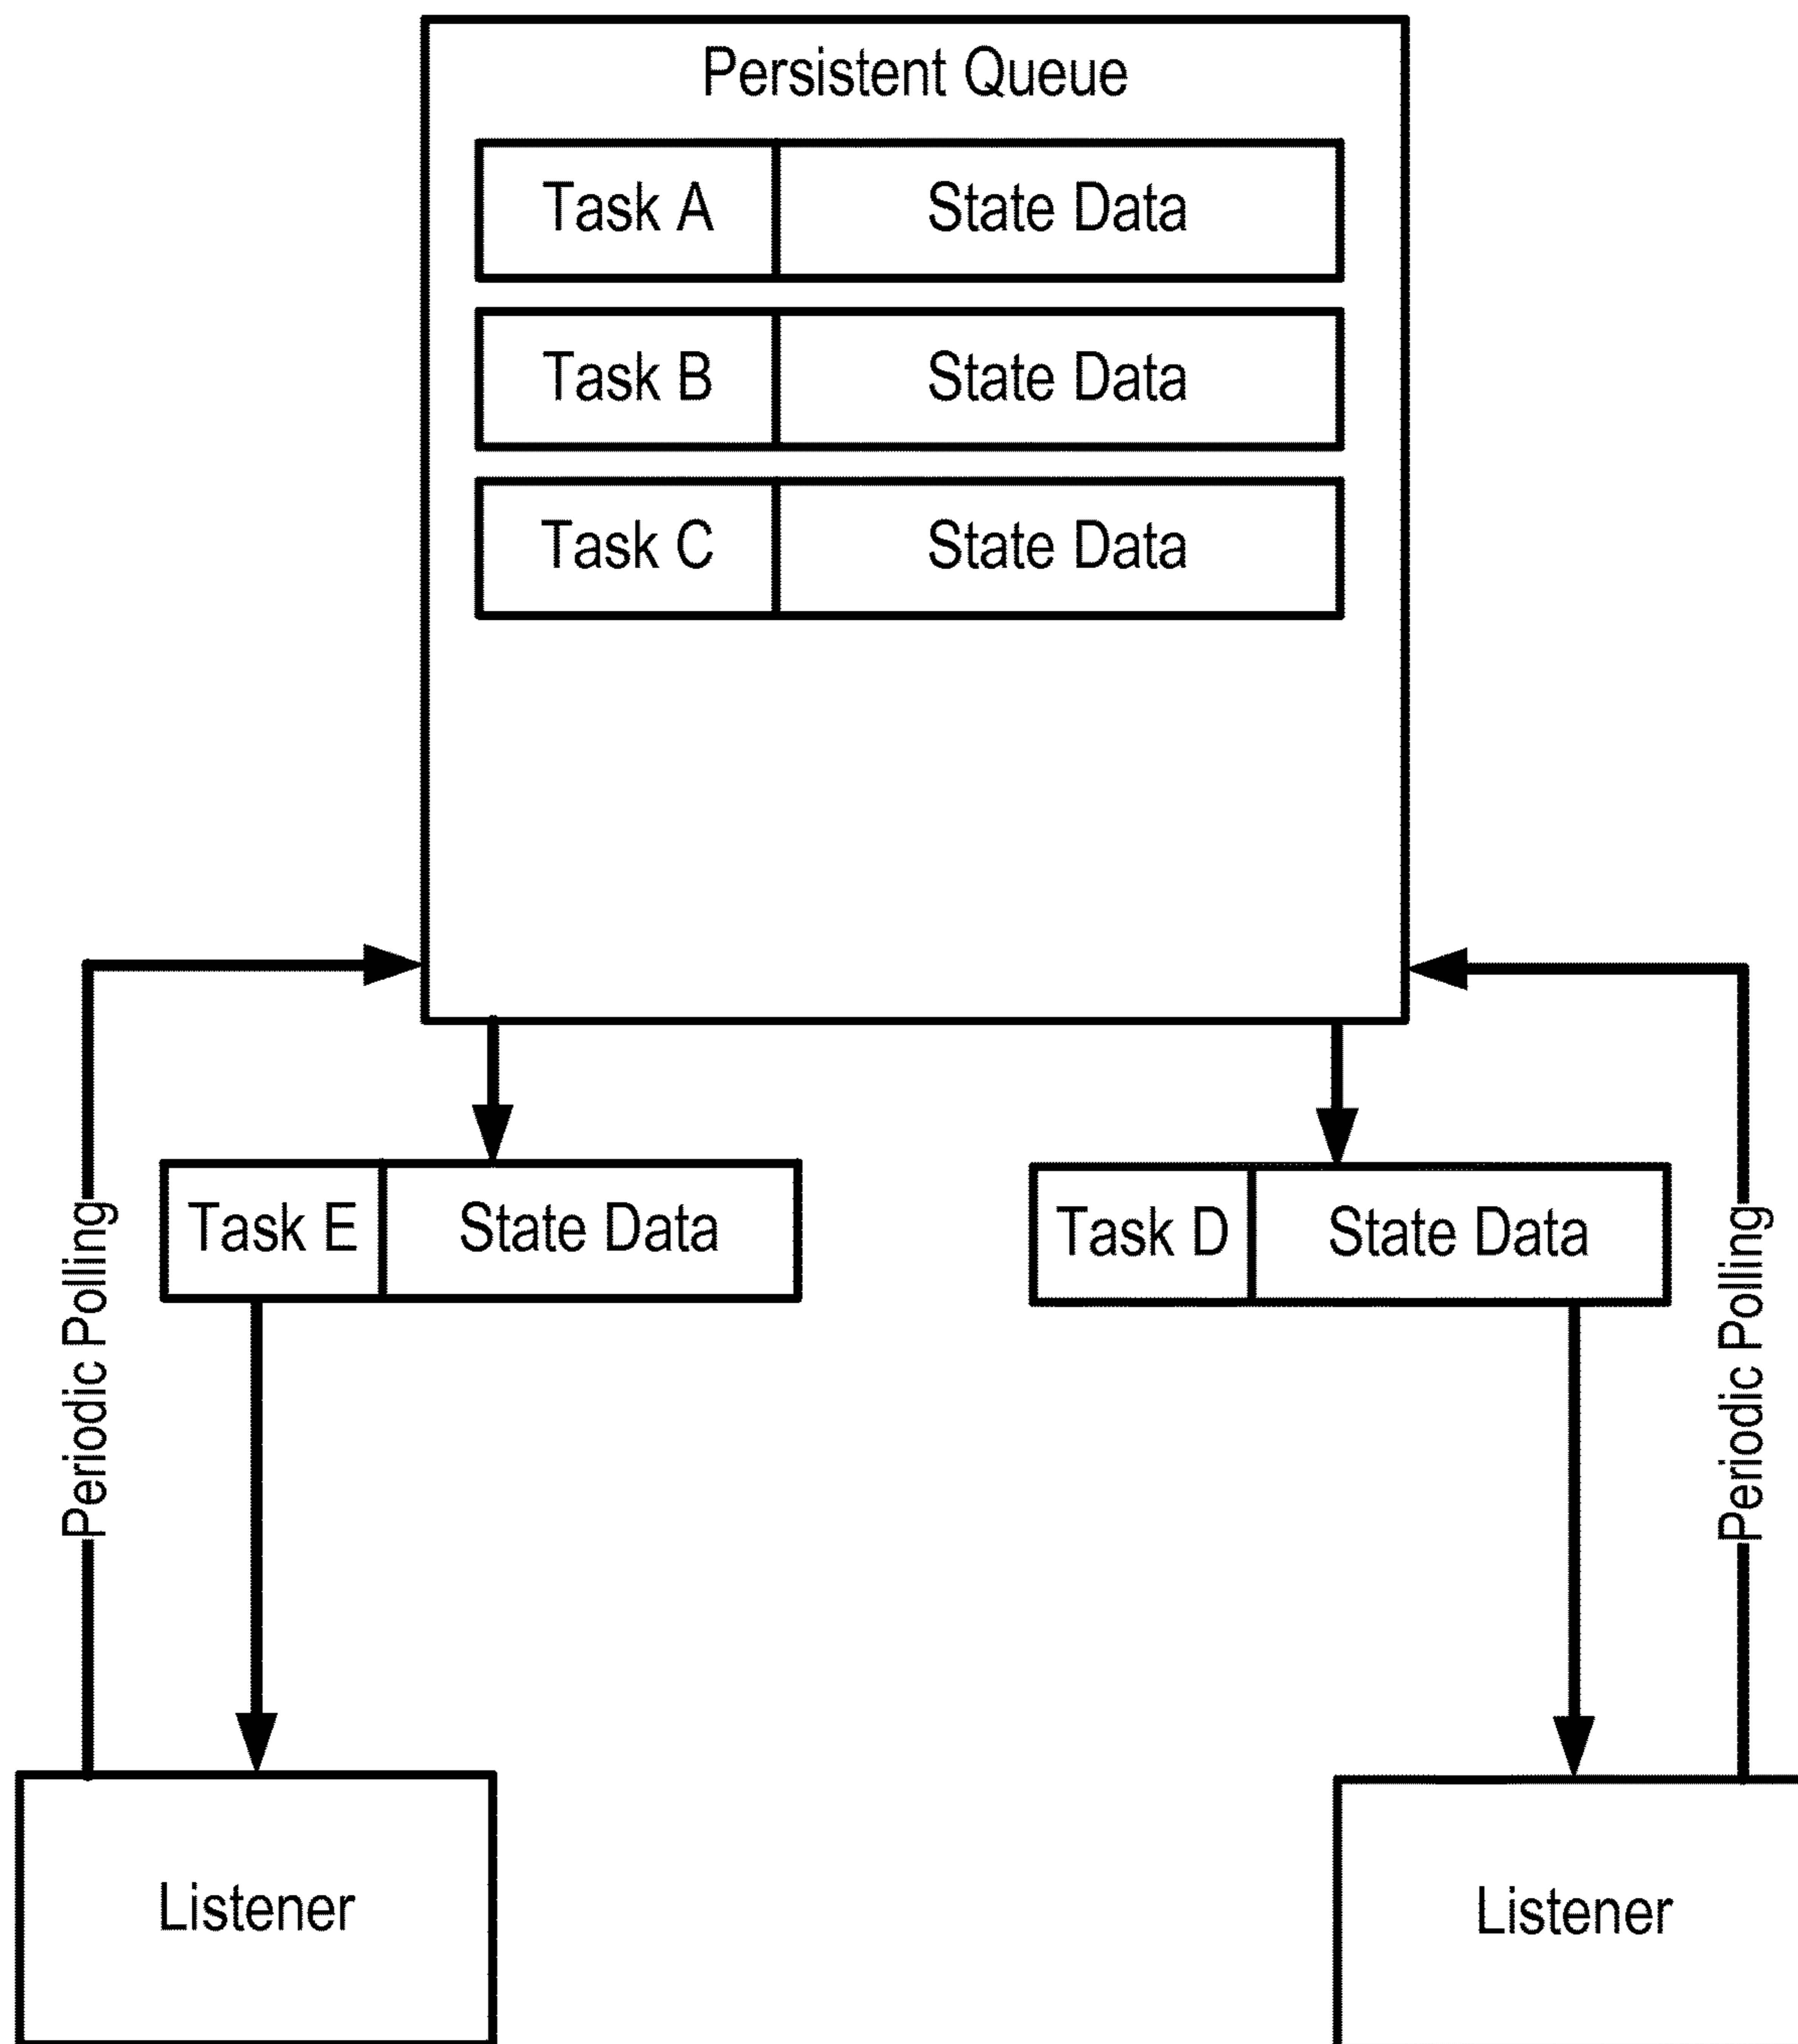 Persistent Queue
Task A State Data
Task B State Data
Task C State Data
Task E State Data
Task D State Data
Periodic Polling
Periodic Polling
Listener
Listener